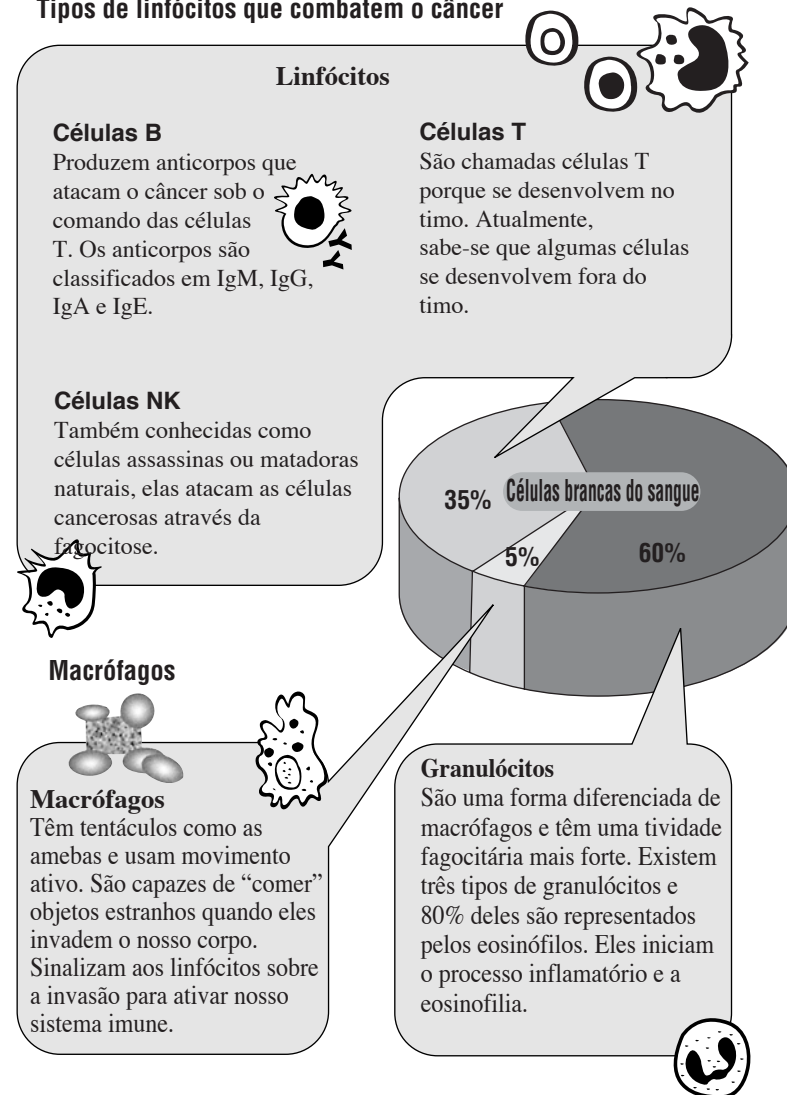 Tipos de linfócitos que combatem o câncer
Linfócitos
Células B
Produzem anticorpos que
atacam o câncer sob o
comando das células
T. Os anticorpos são
classificados em IgM, IgG,
IgA e IgE.
Células T
São chamadas células T
porque se desenvolvem no
timo. Atualmente,
sabe-se que algumas células
se desenvolvem fora do
timo.
Células NK
Também conhecidas como
células assassinas ou matadoras
naturais, elas atacam as células
cancerosas através da
fagocitose.
35%
Células brancas do sangue
5%
60%
Macrófagos
Macrófagos
Têm tentáculos como as
amebas e usam movimento
ativo. São capazes de “comer”
objetos estranhos quando eles
invadem o nosso corpo.
Sinalizam aos linfócitos sobre
a invasão para ativar nosso
sistema imune.
Granulócitos
São uma forma diferenciada de
macrófagos e têm uma tividade
fagocitária mais forte. Existem
três tipos de granulócitos e
80% deles são representados
pelos eosinófilos. Eles iniciam
o processo inflamatório e a
eosinofilia.